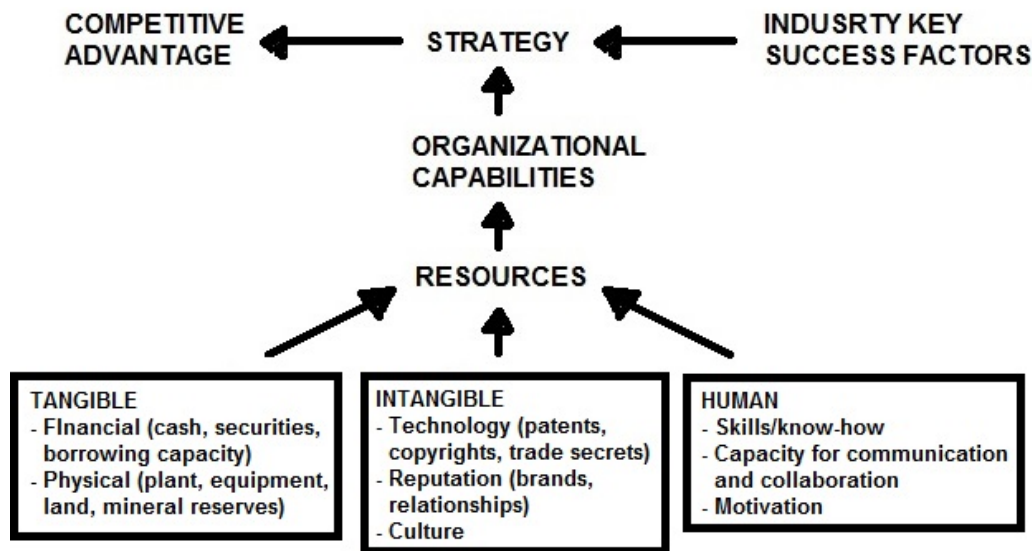 COMPETITIVE
ADVANTAGE
STRATEGY
INDUSRTY KEY
SUCCESS FACTORS
ORGANIZATIONAL
CAPABILITIES
RESOURCES
TANGIBLE
- FInancial (cash, securities,
borrowing capacity)
- Physical (plant, equipment,
land, mineral reserves)
INTANGIBLE
- Technology (patents,
copyrights, trade secrets)
- Reputation (brands,
relationships)
- Culture
HUMAN
- Skills/know-how
- Capacity for communication
and collaboration
- Motivation